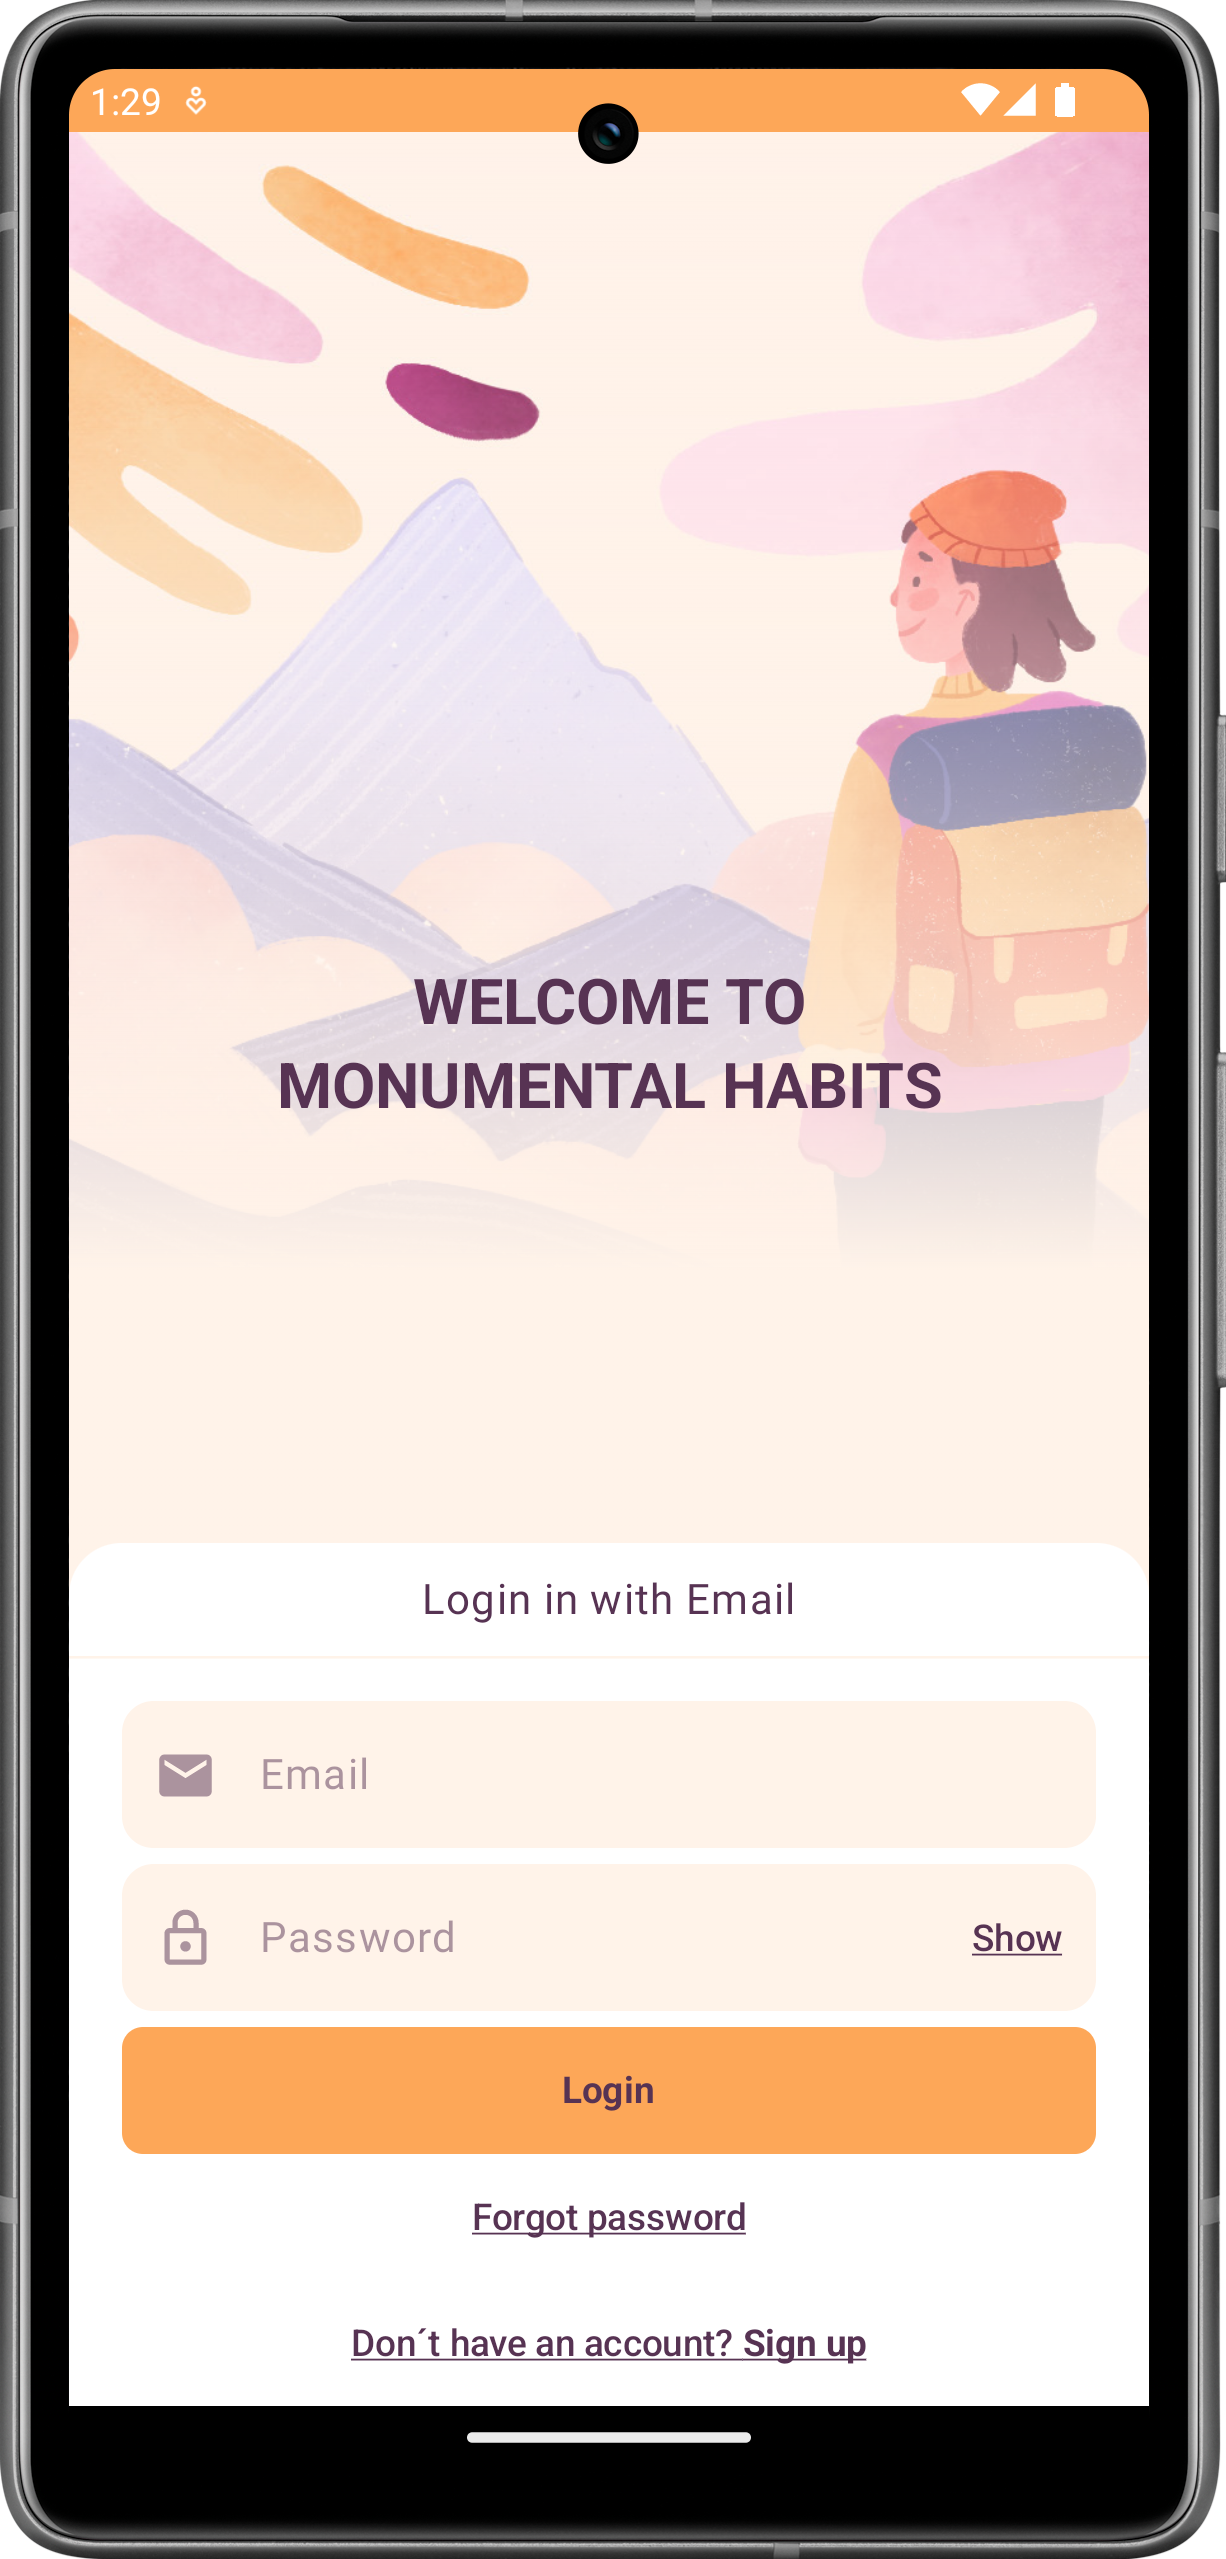 1:29
WELCOME TO
MONUMENTAL HABITS
Login in with Email
Email
Password
Show
Login
Forgot password
Don´t have an account? Sign up